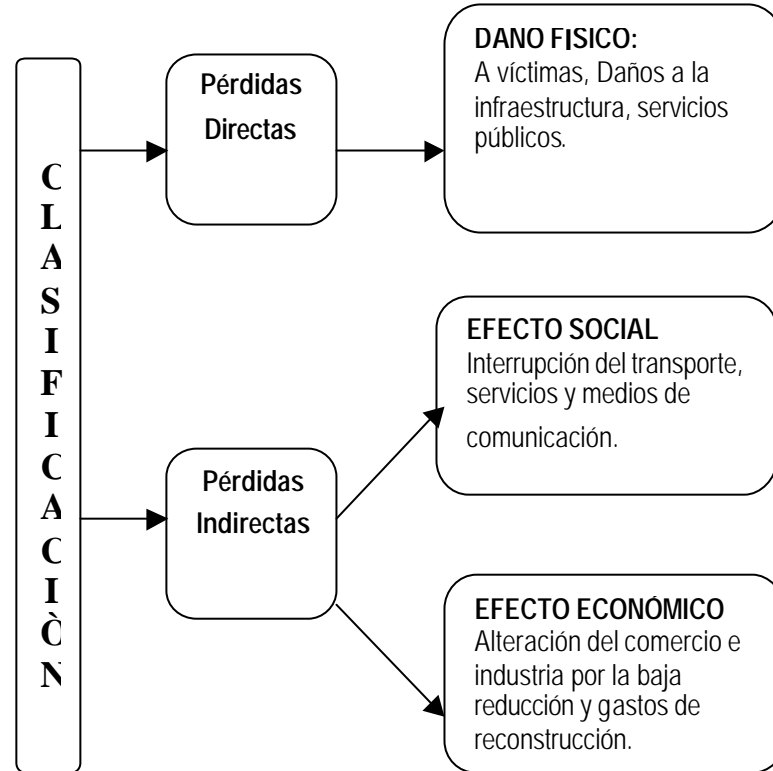 CLASIFICACIÒN
Pérdidas
Directas
DANO FISICO:
A víctimas, Daños a la
infraestructura, servicios
públicos.
Pérdidas
Indirectas
EFECTO SOCIAL
Interrupción del transporte,
servicios y medios de
comunicación.
EFECTO ECONÓMICO
Alteración del comercio e
industria por la baja
reducción y gastos de
reconstrucción.